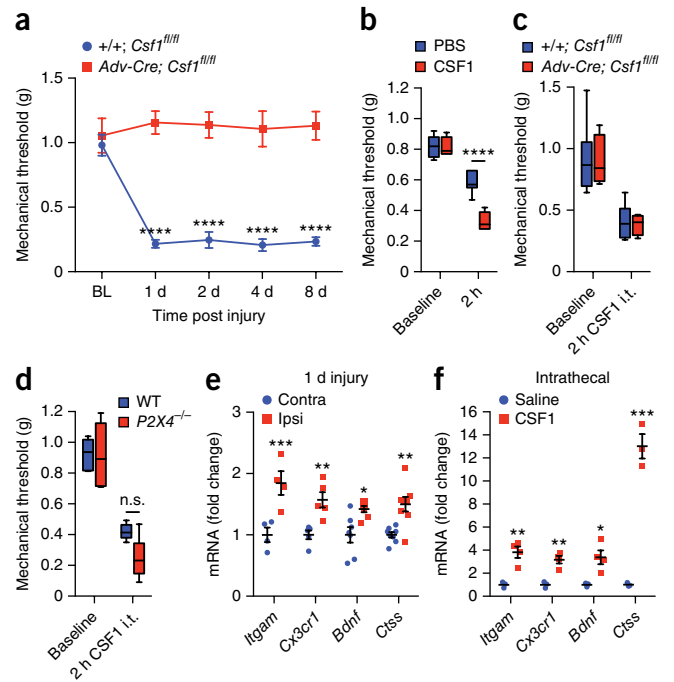 a
+/+; Csf1fl/fl
Adv-Cre; Csf1fl/fl
Mechanical threshold (g)
1.5
1.0
0.5
0
****
****
****
****
BL
1 d
2 d
4 d
8 d
Time post injury
b
PBS
CSF1
Mechanical threshold (g)
1.2
0.8
0.6
0.4
0.2
0
****
Baseline
2 h
c
+/+; Csf1fl/fl
Adv-Cre; Csf1fl/fl
Mechanical threshold (g)
1.5
1.0
0.5
0
Baseline
2 h CSF1 i.t.
d
WT
P2X4–/–
Mechanical threshold (g)
1.2
1.0
0.8
0.6
0.4
0.2
0
n.s.
Baseline
2 h CSF1 i.t.
e
1 d injury
Contra
Ipsi
mRNA (fold change)
3
2
1
0
***
**
*
**
Itgam
Cx3cr1
Bdnf
Ctss
f
Intrathecal
Saline
CSF1
mRNA (fold change)
16
14
12
10
8
6
4
2
0
**
**
*
***
Itgam
Cx3cr1
Bdnf
Ctss